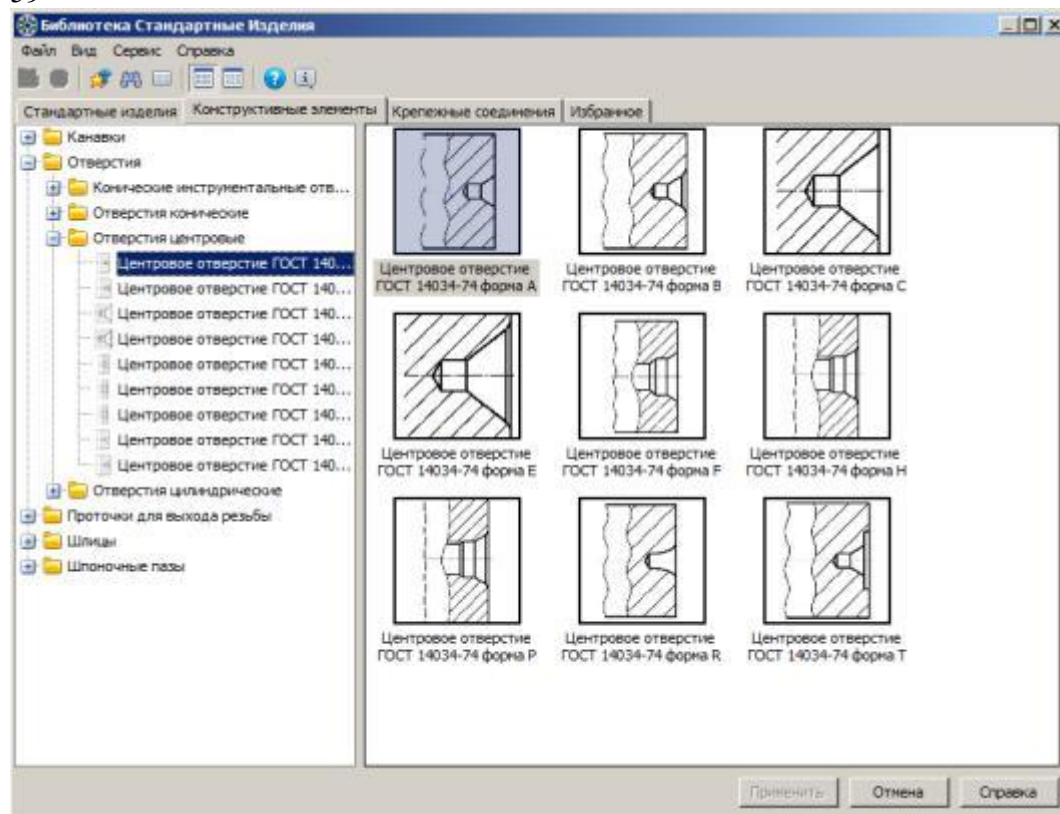 Библиотека Стандартные Изделия
Файл Вид Сервис Справка
Стандартные изделия Конструктивные элементы Крепежные соединения Избранное
Канавки
Отверстия
Конические инструментальные отв...
Отверстия конические
Отверстия центровые
Центровое отверстие ГОСТ 140...
Центровое отверстие ГОСТ 140...
Центровое отверстие ГОСТ 140...
Центровое отверстие ГОСТ 140...
Центровое отверстие ГОСТ 140...
Центровое отверстие ГОСТ 140...
Центровое отверстие ГОСТ 140...
Центровое отверстие ГОСТ 140...
Центровое отверстие ГОСТ 140...
Отверстия цилиндрические
Проточки для выхода резьбы
Шлицы
Шпоночные пазы
Центровое отверстие
ГОСТ 14034-74 форма A
Центровое отверстие
ГОСТ 14034-74 форма B
Центровое отверстие
ГОСТ 14034-74 форма C
Центровое отверстие
ГОСТ 14034-74 форма E
Центровое отверстие
ГОСТ 14034-74 форма F
Центровое отверстие
ГОСТ 14034-74 форма H
Центровое отверстие
ГОСТ 14034-74 форма P
Центровое отверстие
ГОСТ 14034-74 форма R
Центровое отверстие
ГОСТ 14034-74 форма T
Применить Отмена Справка